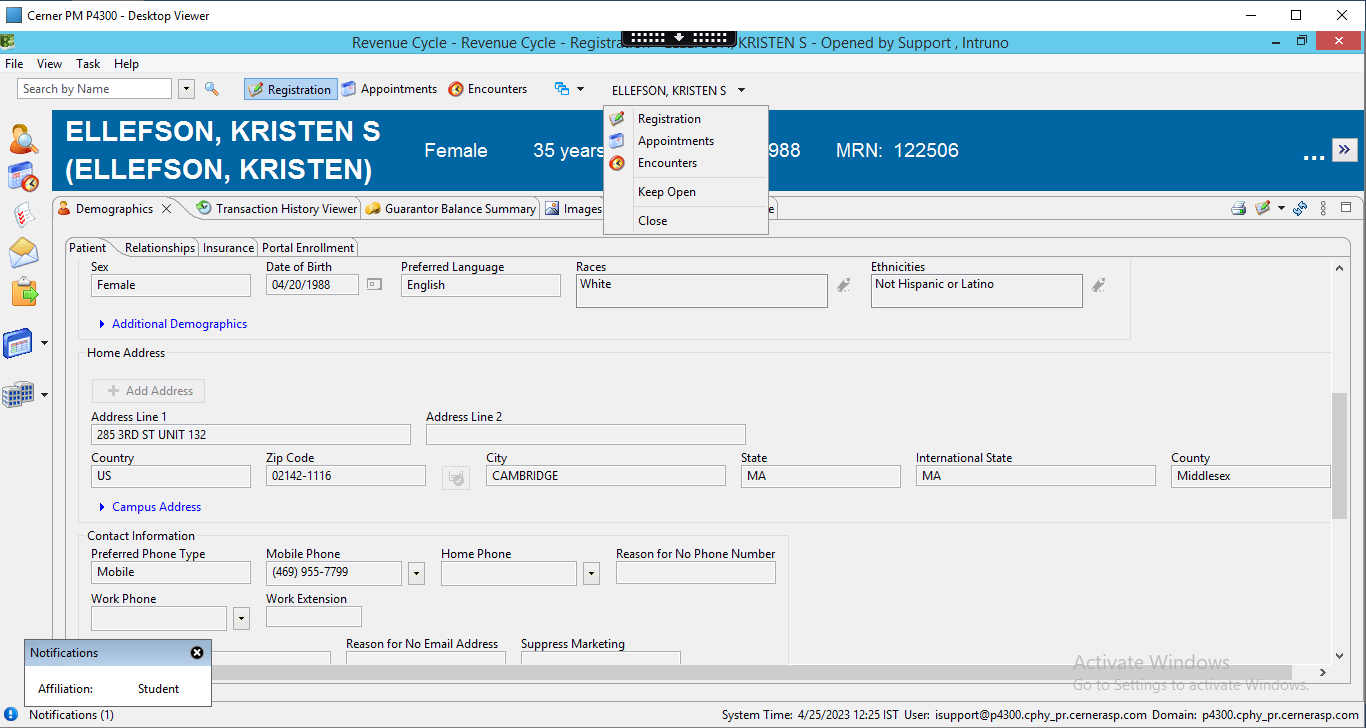 Cerner PM P4300 - Desktop Viewer
Revenue Cycle - Revenue Cycle - Registra KRISTEN S - Opened by Support , Intruno
File View Task Help
Search by Name Registration Appointments Encounters ELLEFSON, KRISTEN S
Registration
Appointments
Encounters
Keep Open
Close
ELLEFSON, KRISTEN S
(ELLEFSON, KRISTEN)
Female 35 years 988 MRN: 122506 ... »
Demographics Transaction History Viewer Guarantor Balance Summary Images e
Patient Relationships Insurance Portal Enrollment
Sex Date of Birth Preferred Language Races Ethnicities
Female 04/20/1988 English White Not Hispanic or Latino
Additional Demographics
Home Address
+ Add Address
Address Line 1 Address Line 2
285 3RD ST UNIT 132
Country Zip Code City State International State County
US 02142-1116 CAMBRIDGE MA MA Middlesex
Campus Address
Contact Information
Preferred Phone Type Mobile Phone Home Phone Reason for No Phone Number
Mobile (469) 955-7799
Work Phone Work Extension
Reason for No Email Address Suppress Marketing
Notifications
Affiliation: Student
Activate Windows
Go to Settings to activate Windows.
Notifications (1) System Time: 4/25/2023 12:25 IST User: isupport@p4300.cphy_pr.cernerasp.com Domain: p4300.cphy_pr.cernerasp.com